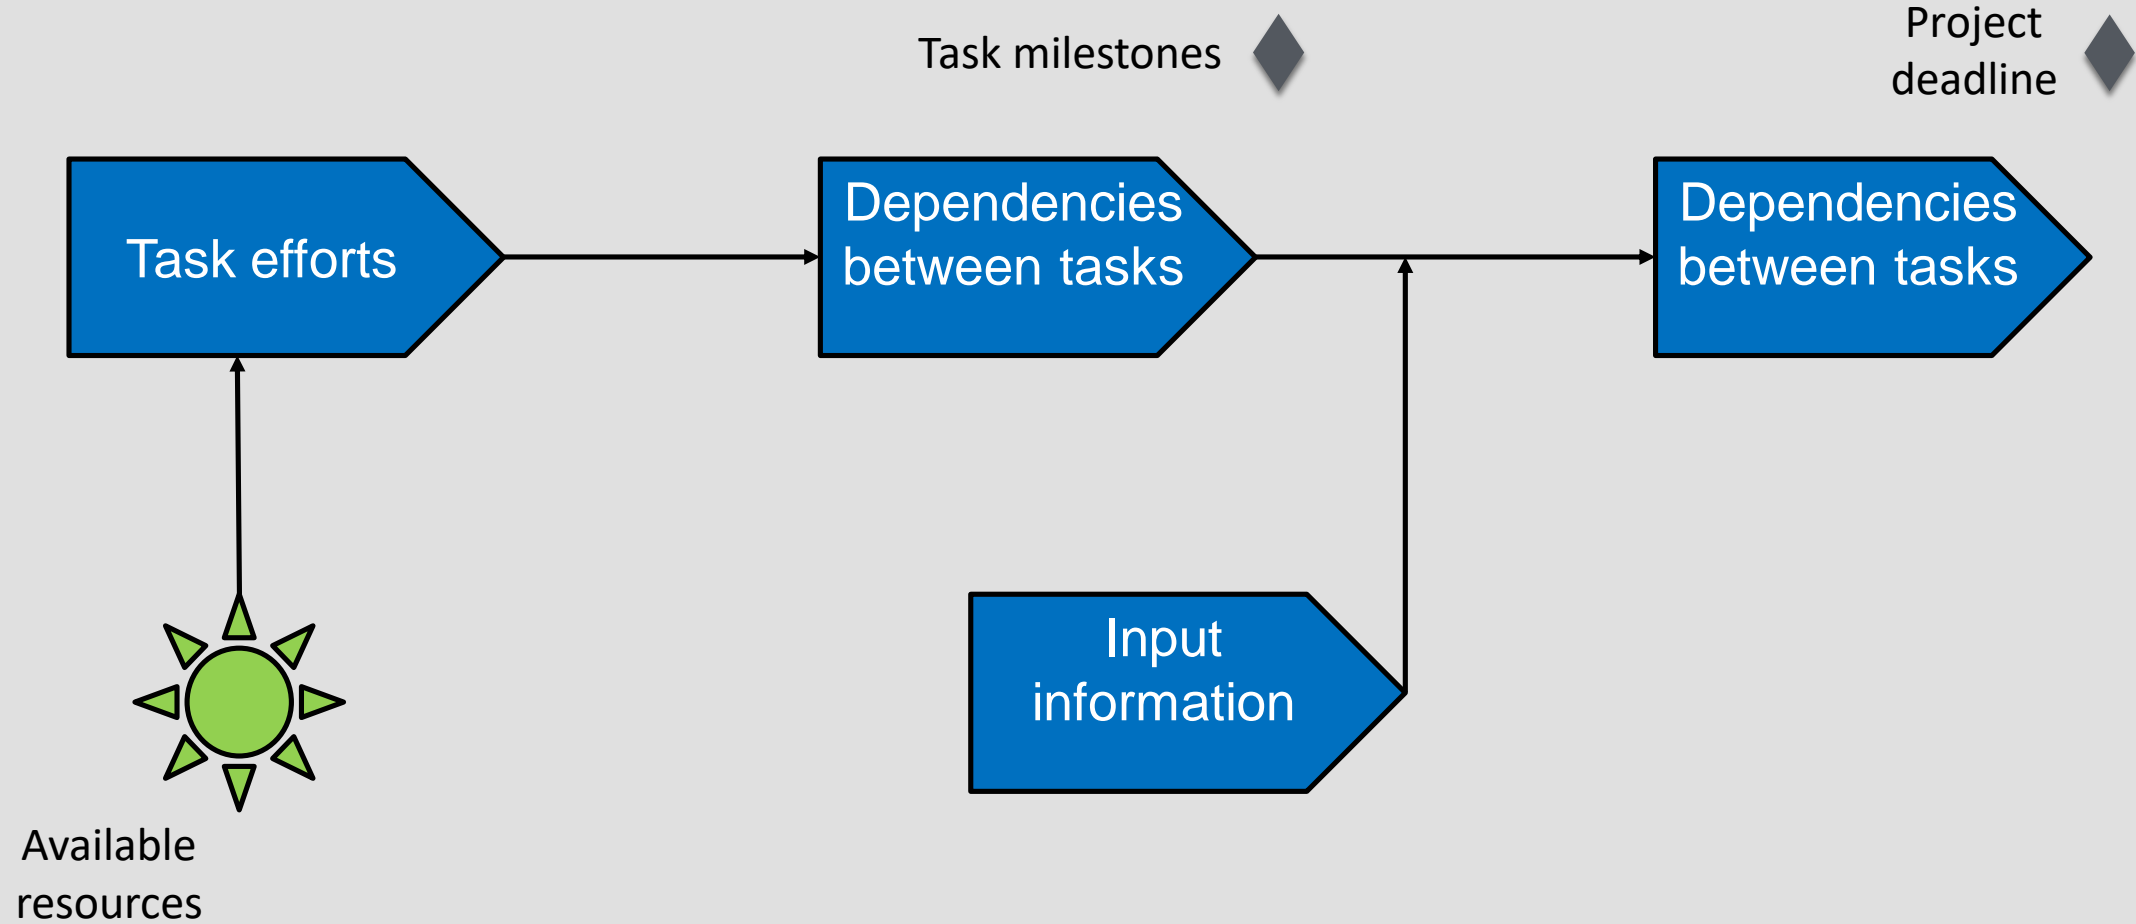 Task milestones
Project
deadline
Task efforts
Dependencies
between tasks
Dependencies
between tasks
Input
information
Available
resources